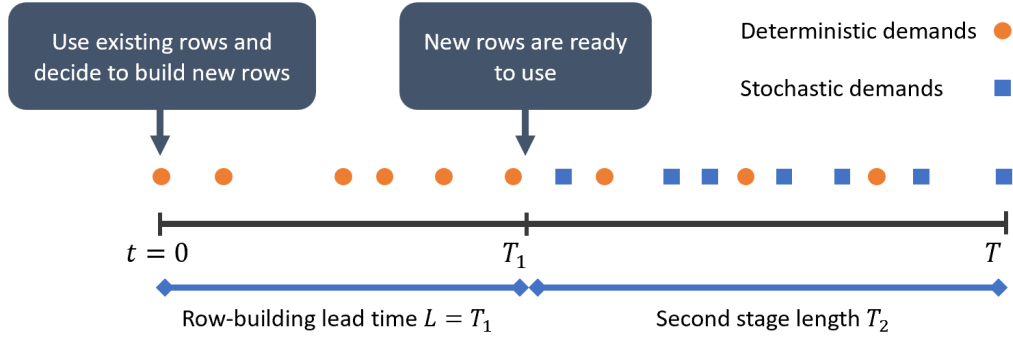 Use existing rows and
decide to build new rows
New rows are ready
to use
Deterministic demands
Stochastic demands
t = 0
T₁
T
Row-building lead time L = T₁
Second stage length T₂